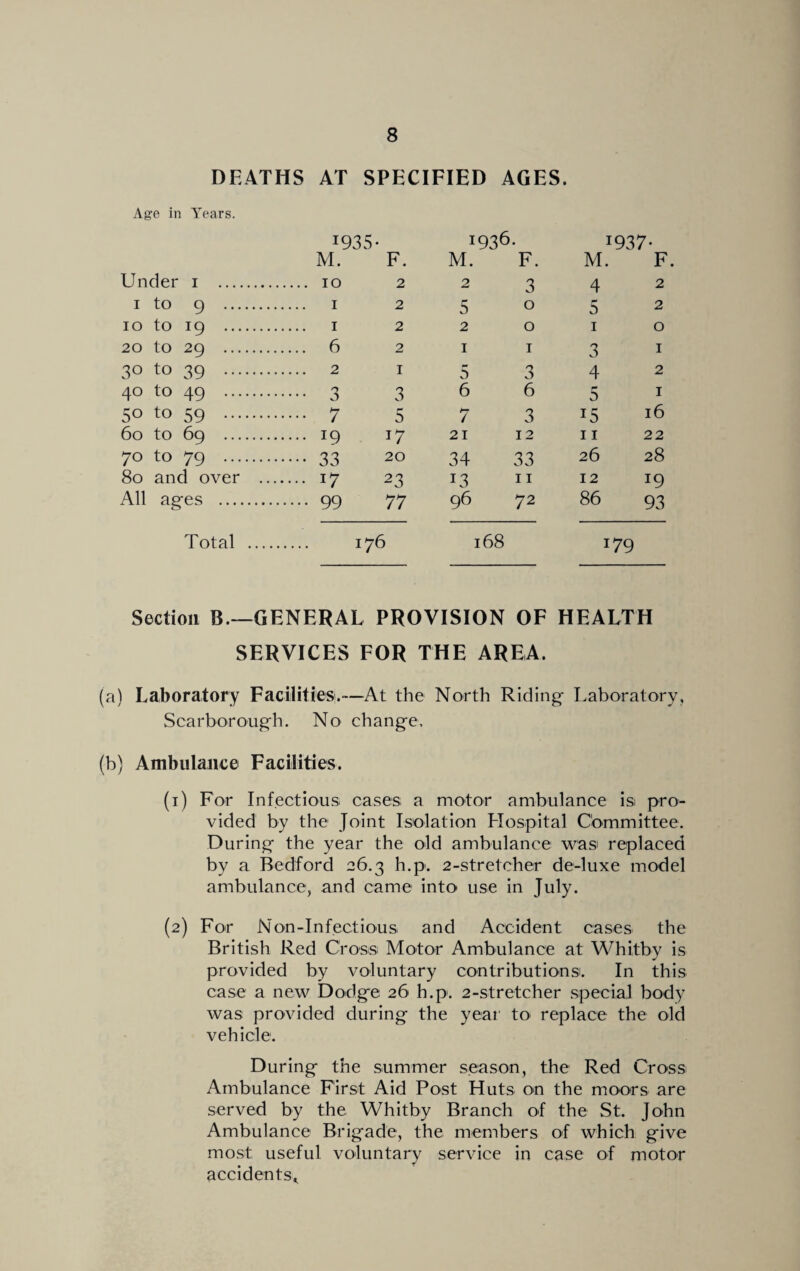 8
DEATHS AT SPECIFIED AGES.
Age in Years.
1935. 1936. 1937.
M. F. M. F. M. F.
Under 1 ............ 10 2 2 3 4 2
1 to 9 ............ 1 2 5 0 5 2
10 to 19 ............ 1 2 2 0 1 0
20 to 29 ............ 6 2 1 1 3 1
30 to 39 ............ 2 1 5 3 4 2
40 to 49 ............ 3 3 6 6 5 1
50 to 59 ............ 7 5 7 3 15 16
60 to 69 ............ 19 17 21 12 11 22
70 to 79 ............ 33 20 34 33 26 28
80 and over ....... 17 23 13 11 12 19
All ages ............ 99 77 96 72 86 93
Total ......... 176 168 179
Section B.—GENERAL PROVISION OF HEALTH
SERVICES FOR THE AREA.
(a) Laboratory Facilities.—At the North Riding Laboratory,
Scarborough. No change.
(b) Ambulance Facilities.
(1) For Infectious cases a motor ambulance is pro-
vided by the Joint Isolation Hospital Committee.
During the year the old ambulance was replaced
by a Bedford 26.3 h.p. 2-stretcher de-luxe model
ambulance, and came into use in July.
(2) For Non-Infectious and Accident cases the
British Red Cross Motor Ambulance at Whitby is
provided by voluntary contributions. In this
case a new Dodge 26 h.p. 2-stretcher special body
was provided during the year to replace the old
vehicle.
During the summer season, the Red Cross
Ambulance First Aid Post Huts on the moors are
served by the Whitby Branch of the St. John
Ambulance Brigade, the members of which give
most useful voluntary service in case of motor
accidents.